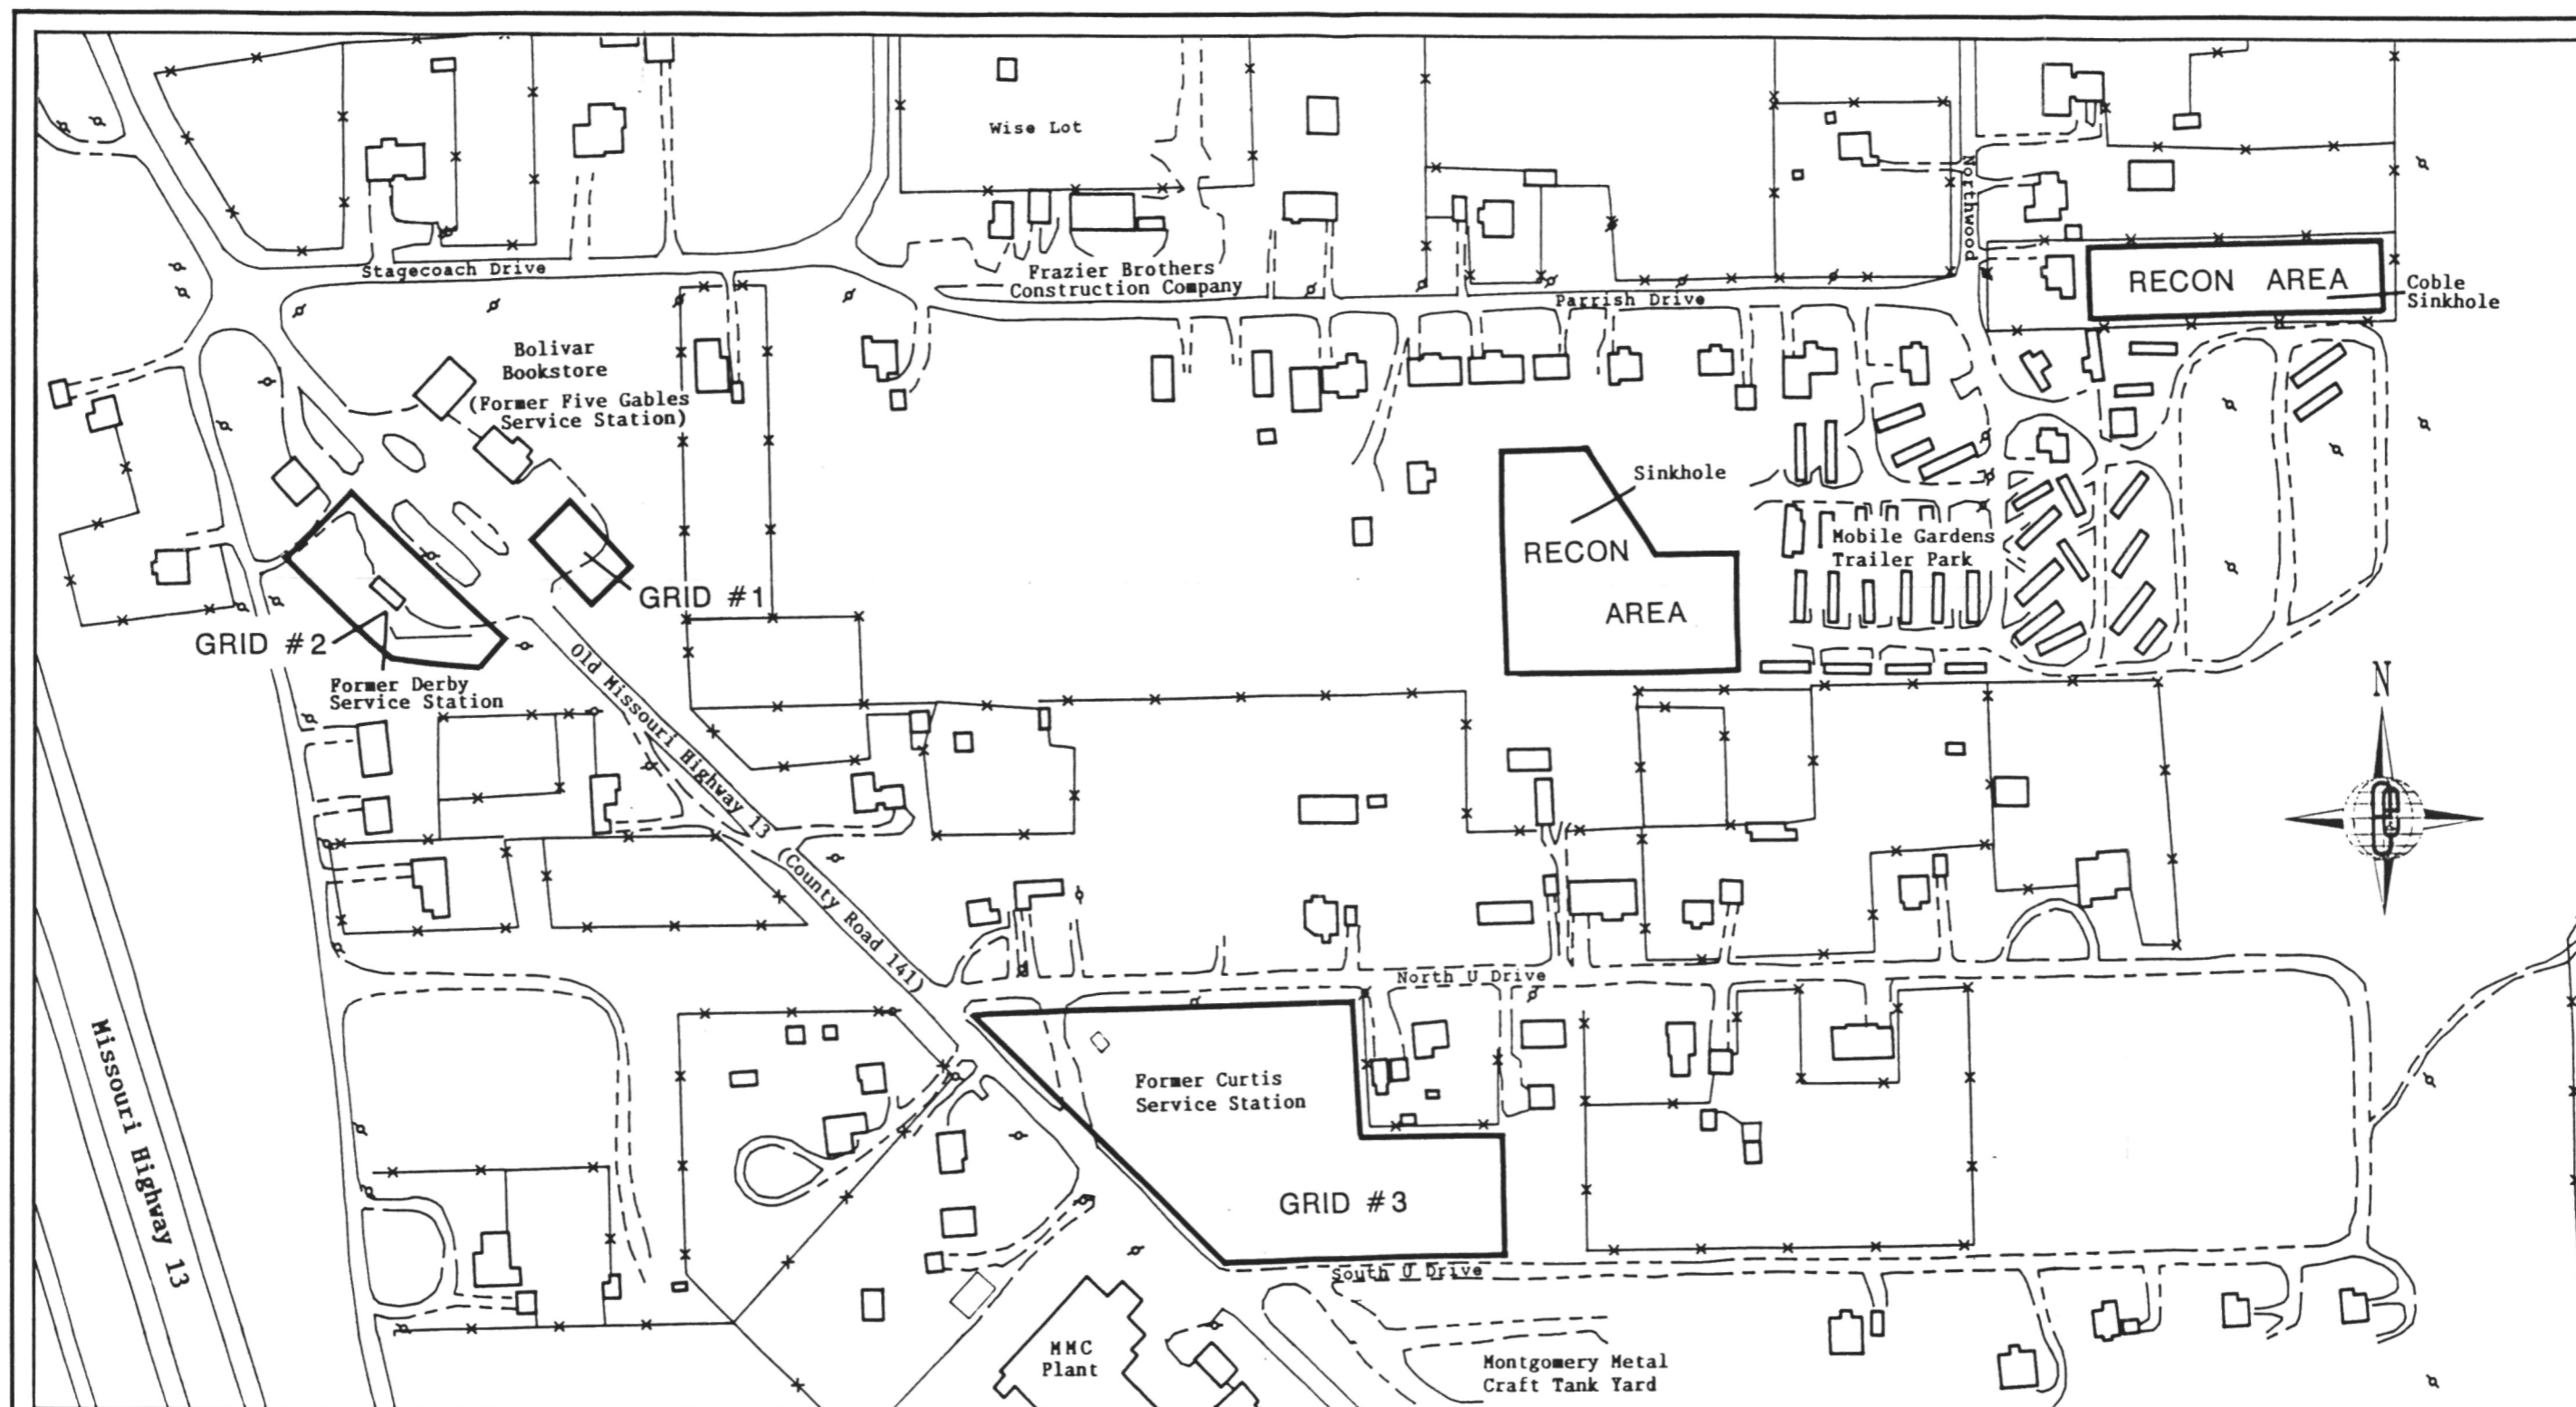 Wise Lot
Northwood
Stagecoach Drive
Frazier Brothers
Construction Company
Parrish Drive
RECON AREA
Coble
Sinkhole
Bolivar
Bookstore
(Former Five Gables
Service Station)
Sinkhole
RECON
AREA
Mobile Gardens
Trailer Park
GRID #1
GRID #2
Former Derby
Service Station
Old Missouri Highway 13
(County Road 141)
N
North U Drive
Missouri Highway 13
Former Curtis
Service Station
GRID #3
South U Drive
MMC
Plant
Montgomery Metal
Craft Tank Yard